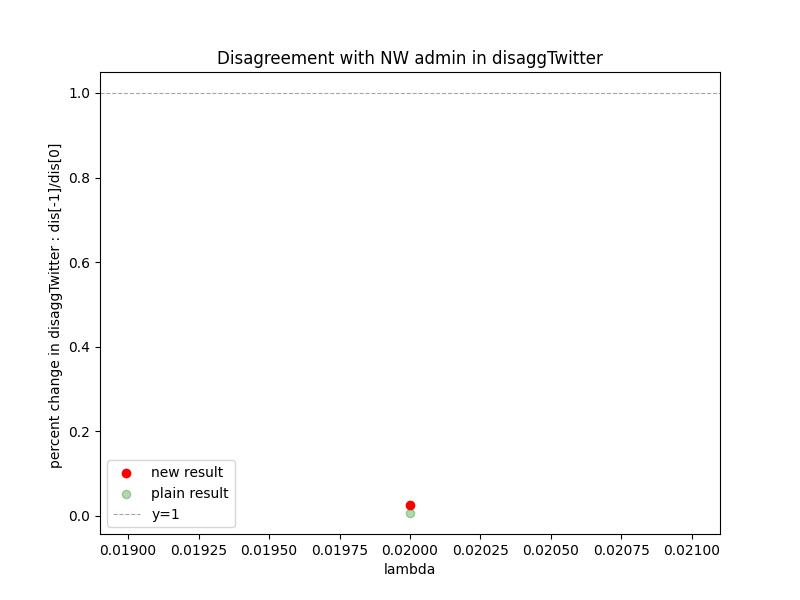 Disagreement with NW admin in disaggTwitter
percent change in disaggTwitter : dis[-1]/dis[0]
1.0
0.8
0.6
0.4
0.2
0.0
new result
plain result
y=1
0.01900 0.01925 0.01950 0.01975 0.02000 0.02025 0.02050 0.02075 0.02100
lambda